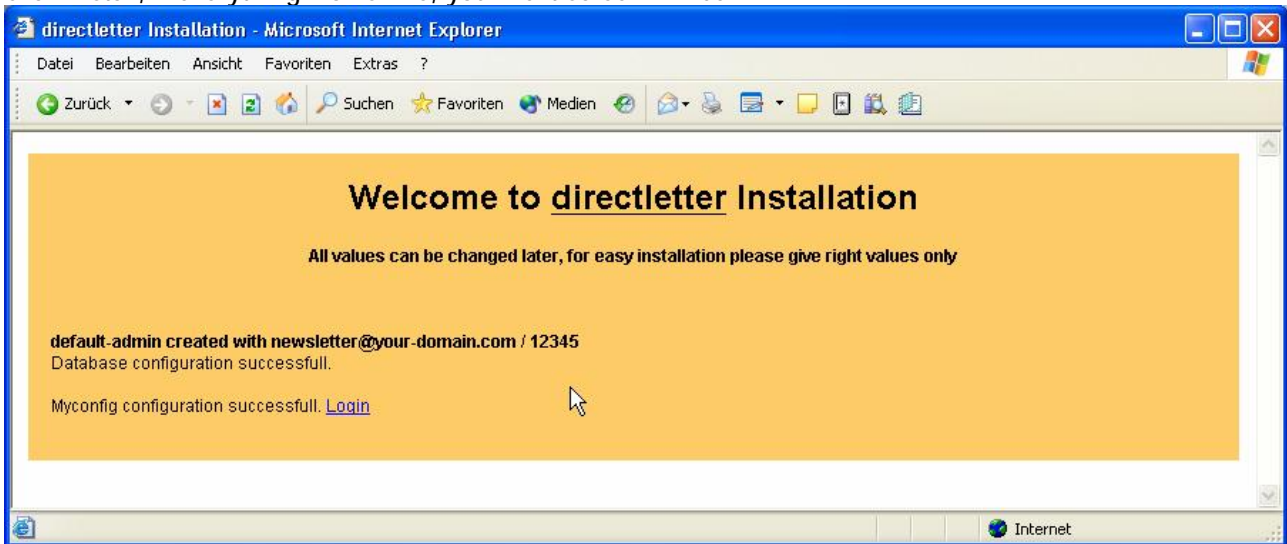 directletter Installation - Microsoft Internet Explorer
Datei Bearbeiten Ansicht Favoriten Extras ?
Zurück Suchen Favoriten Medien
Welcome to directletter Installation
All values can be changed later, for easy installation please give right values only
default-admin created with newsletter@your-domain.com / 12345
Database configuration successfull.
Myconfig configuration successfull. Login
Internet